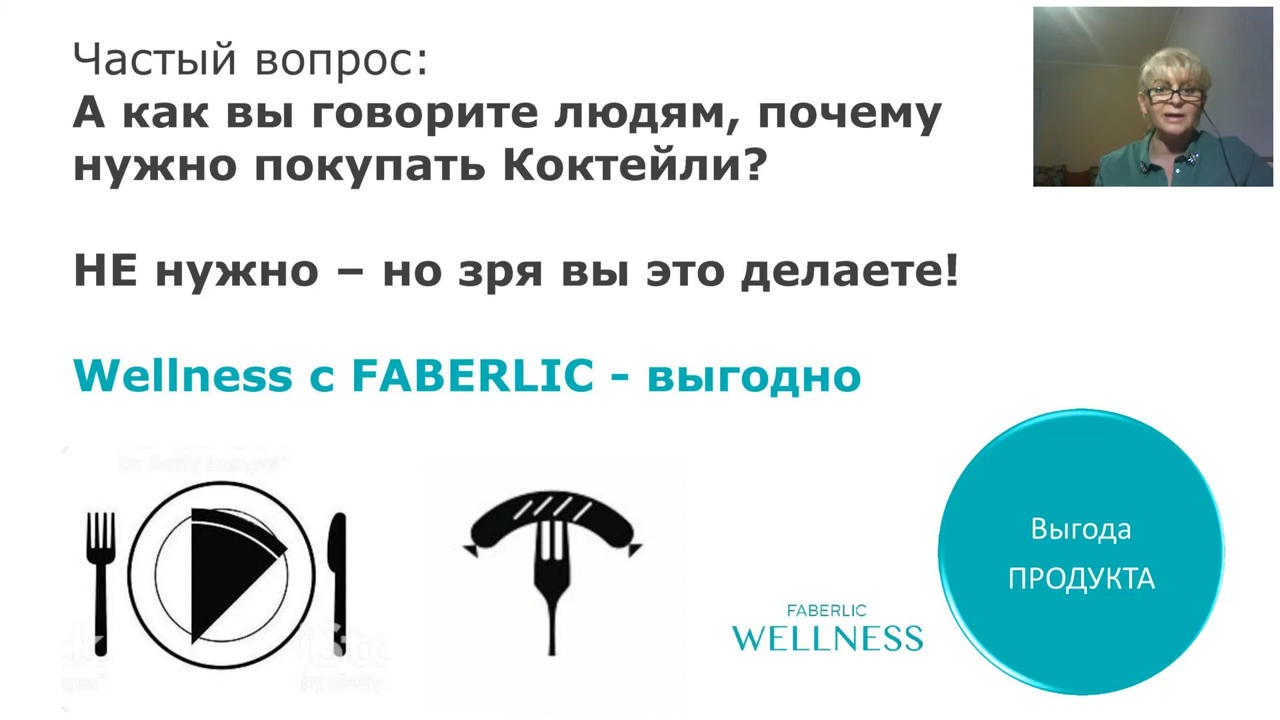 Частый вопрос:
А как вы говорите людям, почему
нужно покупать Коктейли?
НЕ нужно – но зря вы это делаете!
Wellness с FABERLIC - выгодно
Выгода
ПРОДУКТА
FABERLIC
WELLNESS